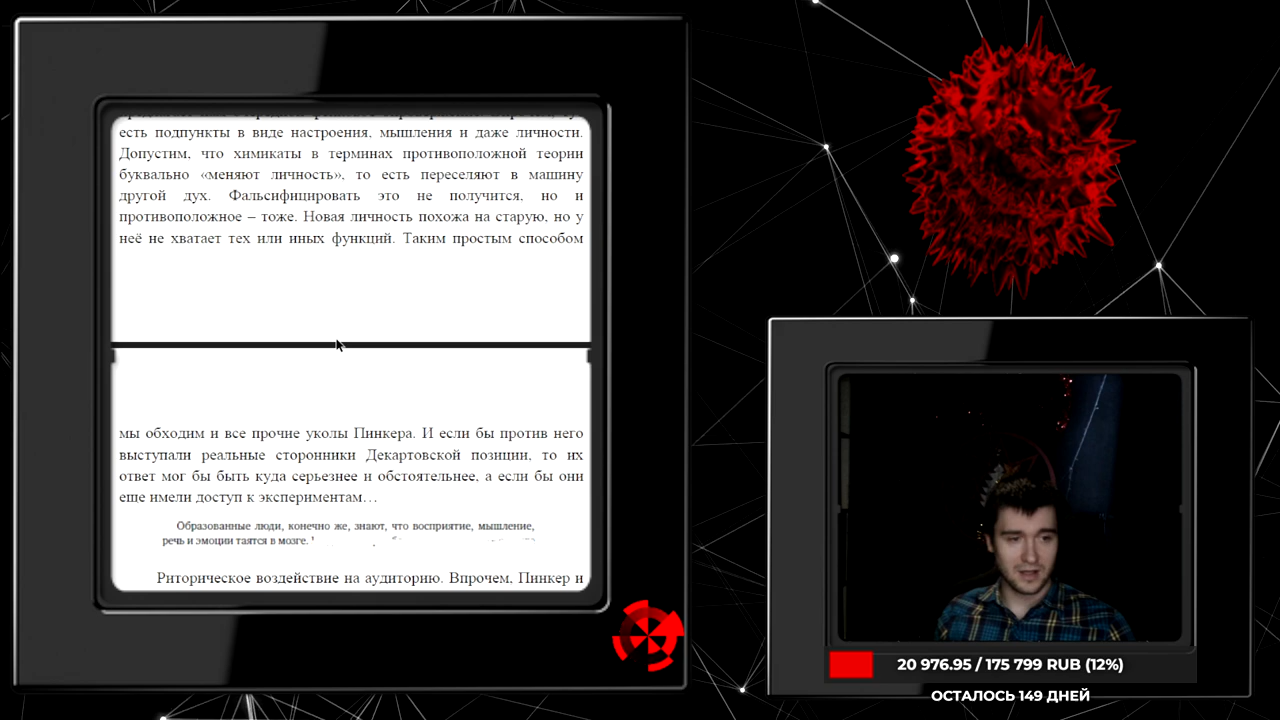 есть подпункты в виде настроения, мышления и даже личности.
Допустим, что химикаты в терминах противоположной теории
буквально «меняют личность», то есть переселяют в машину
другой дух. Фальсифицировать это не получится, но и
противоположное – тоже. Новая личность похожа на старую, но у
неё не хватает тех или иных функций. Таким простым способом
мы обходим и все прочие уколы Пинкера. И если бы против него
выступали реальные сторонники Декартовской позиции, то их
ответ мог бы быть куда серьезнее и обстоятельнее, а если бы они
еще имели доступ к экспериментам…
Образованные люди, конечно же, знают, что восприятие, мышление,
речь и эмоции таятся в мозге.
Риторическое воздействие на аудиторию. Впрочем, Пинкер и
20 976.95 / 175 799 RUB (12%)
ОСТАЛОСЬ 149 ДНЕЙ